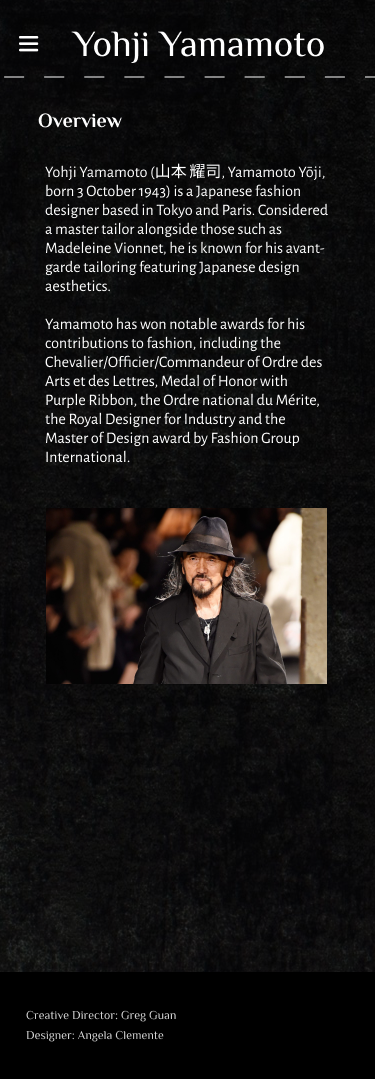 Yohji Yamamoto
Overview
Yohji Yamamoto (山本 耀司, Yamamoto Yōji,
born 3 October 1943) is a Japanese fashion
designer based in Tokyo and Paris. Considered
a master tailor alongside those such as
Madeleine Vionnet, he is known for his avant-
garde tailoring featuring Japanese design
aesthetics.
Yamamoto has won notable awards for his
contributions to fashion, including the
Chevalier/Officier/Commandeur of Ordre des
Arts et des Lettres, Medal of Honor with
Purple Ribbon, the Ordre national du Mérite,
the Royal Designer for Industry and the
Master of Design award by Fashion Group
International.
Creative Director: Greg Guan
Designer: Angela Clemente